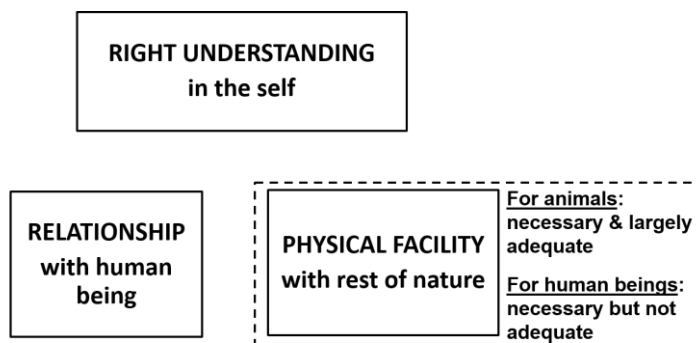 RIGHT UNDERSTANDING
in the self
RELATIONSHIP
with human
being
PHYSICAL FACILITY
with rest of nature
For animals:
necessary & largely
adequate
For human beings:
necessary but not
adequate